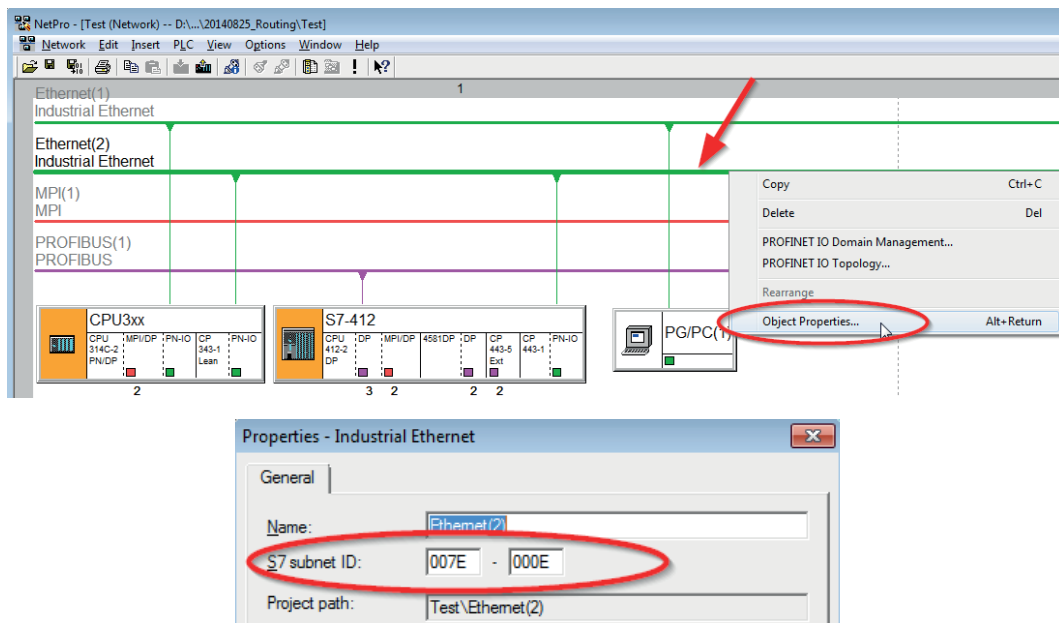 NetPro - [Test (Network) -- D:\...\20140825_Routing\Test]
Network Edit Insert PLC View Options Window Help
1
Ethernet(1)
Industrial Ethernet
Ethernet(2)
Industrial Ethernet
MPI(1)
MPI
PROFIBUS(1)
PROFIBUS
Copy Ctrl+C
Delete Del
PROFINET IO Domain Management...
PROFINET IO Topology...
Rearrange
Object Properties... Alt+Return
CPU3xx
CPU 314C-2 PN/DP
MPI/DP
PN-IO
CP 343-1 Lean
PN-IO
2
S7-412
CPU 412-2 DP
DP
MPI/DP
4581DP
DP
CP 443-5 Ext
CP 443-1
PN-IO
3 2 2 2
PG/PC(1)
Properties - Industrial Ethernet
General
Name: Ethernet(2)
S7 subnet ID: 007E - 000E
Project path: Test\Ethernet(2)